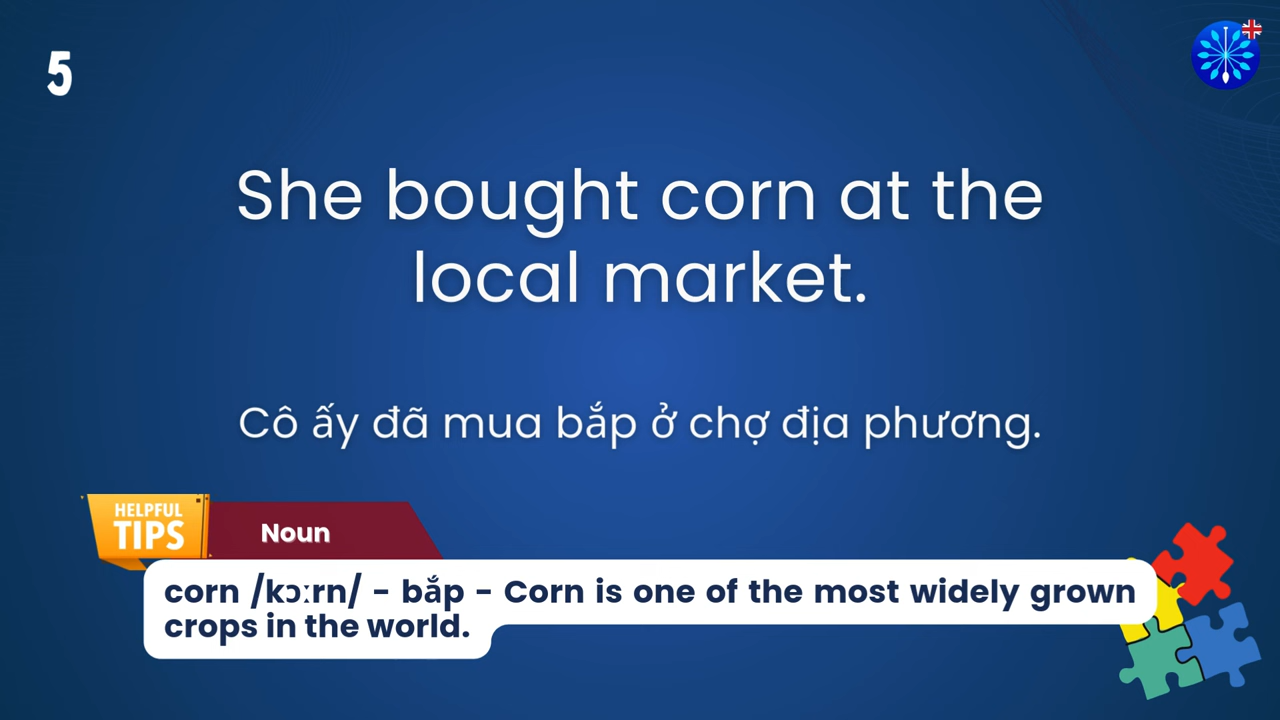 5
She bought corn at the
local market.
Cô ấy đã mua bắp ở chợ địa phương.
HELPFUL
TIPS
Noun
corn /kɔːrn/ - bắp - Corn is one of the most widely grown
crops in the world.